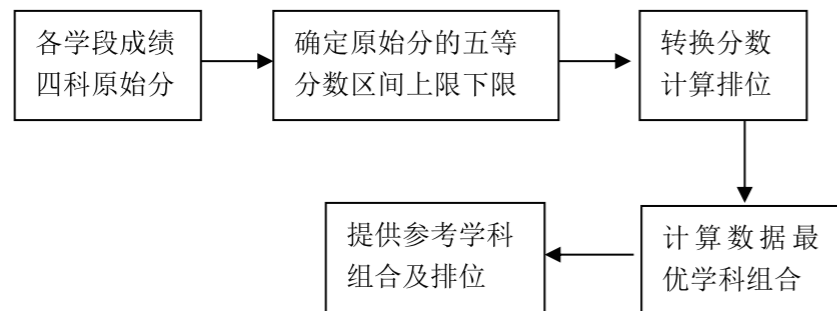 各学段成绩
四科原始分
确定原始分的五等
分数区间上限下限
转换分数
计算排位
计算数据最
优学科组合
提供参考学科
组合及排位